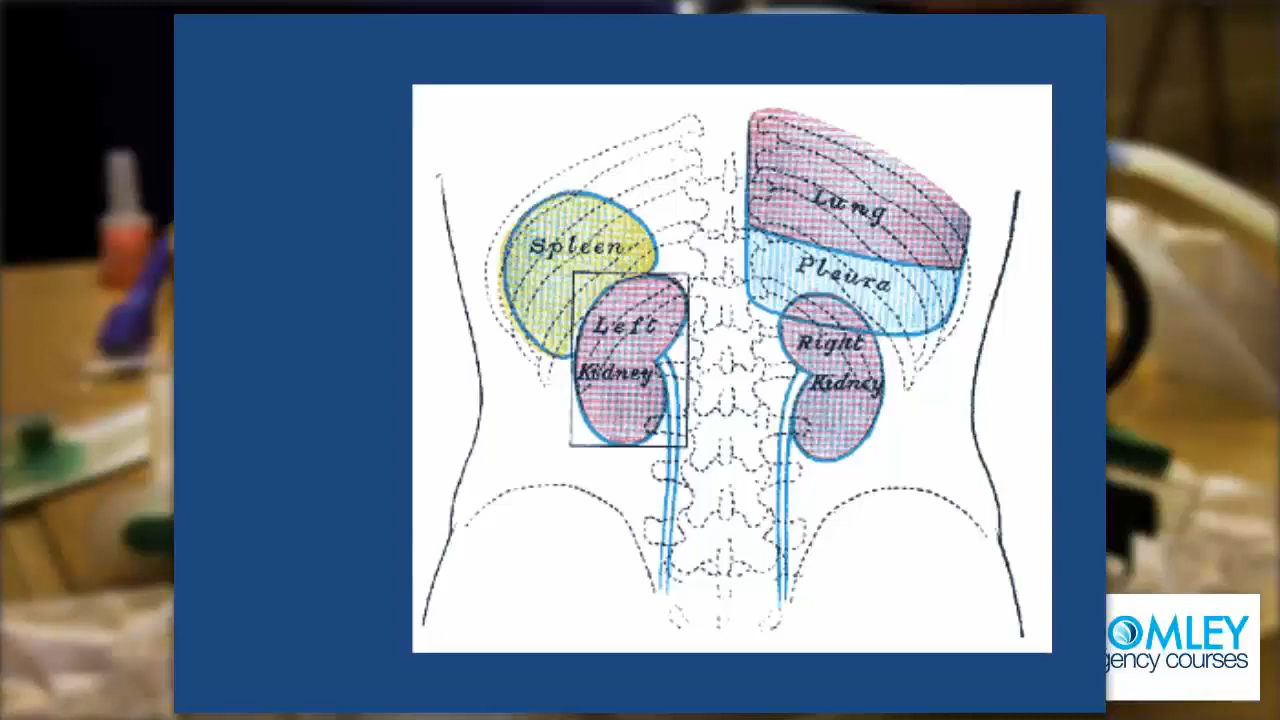 Lung
Spleen
Pleura
Left
Kidney
Right
Kidney
OMLEY
gency courses